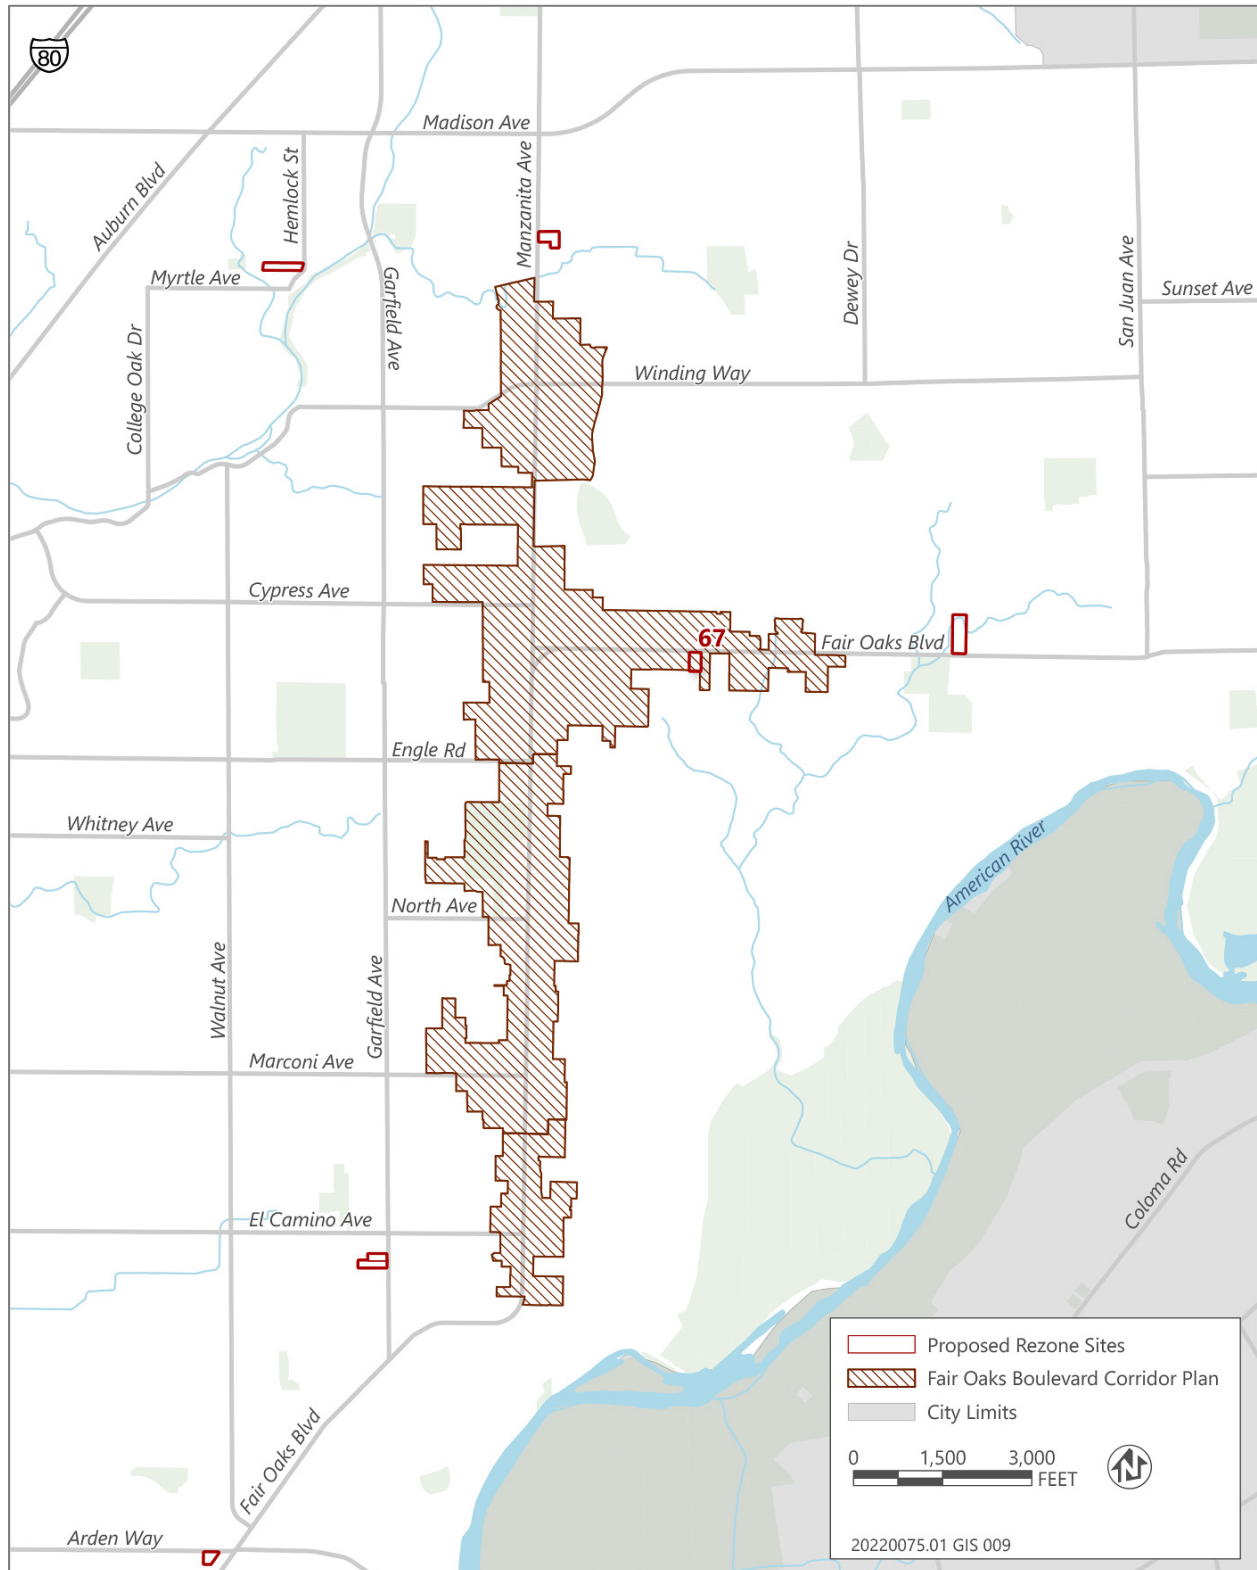 80
Madison Ave
Auburn Blvd
Hemlock St
Manzanita Ave
Myrtle Ave
Garfield Ave
Dewey Dr
San Juan Ave
Sunset Ave
College Oak Dr
Winding Way
Cypress Ave
67
Fair Oaks Blvd
Engle Rd
Whitney Ave
American River
North Ave
Walnut Ave
Garfield Ave
Marconi Ave
Coloma Rd
El Camino Ave
Fair Oaks Blvd
Arden Way
Proposed Rezone Sites
Fair Oaks Boulevard Corridor Plan
City Limits
0 1,500 3,000
FEET
N
20220075.01 GIS 009